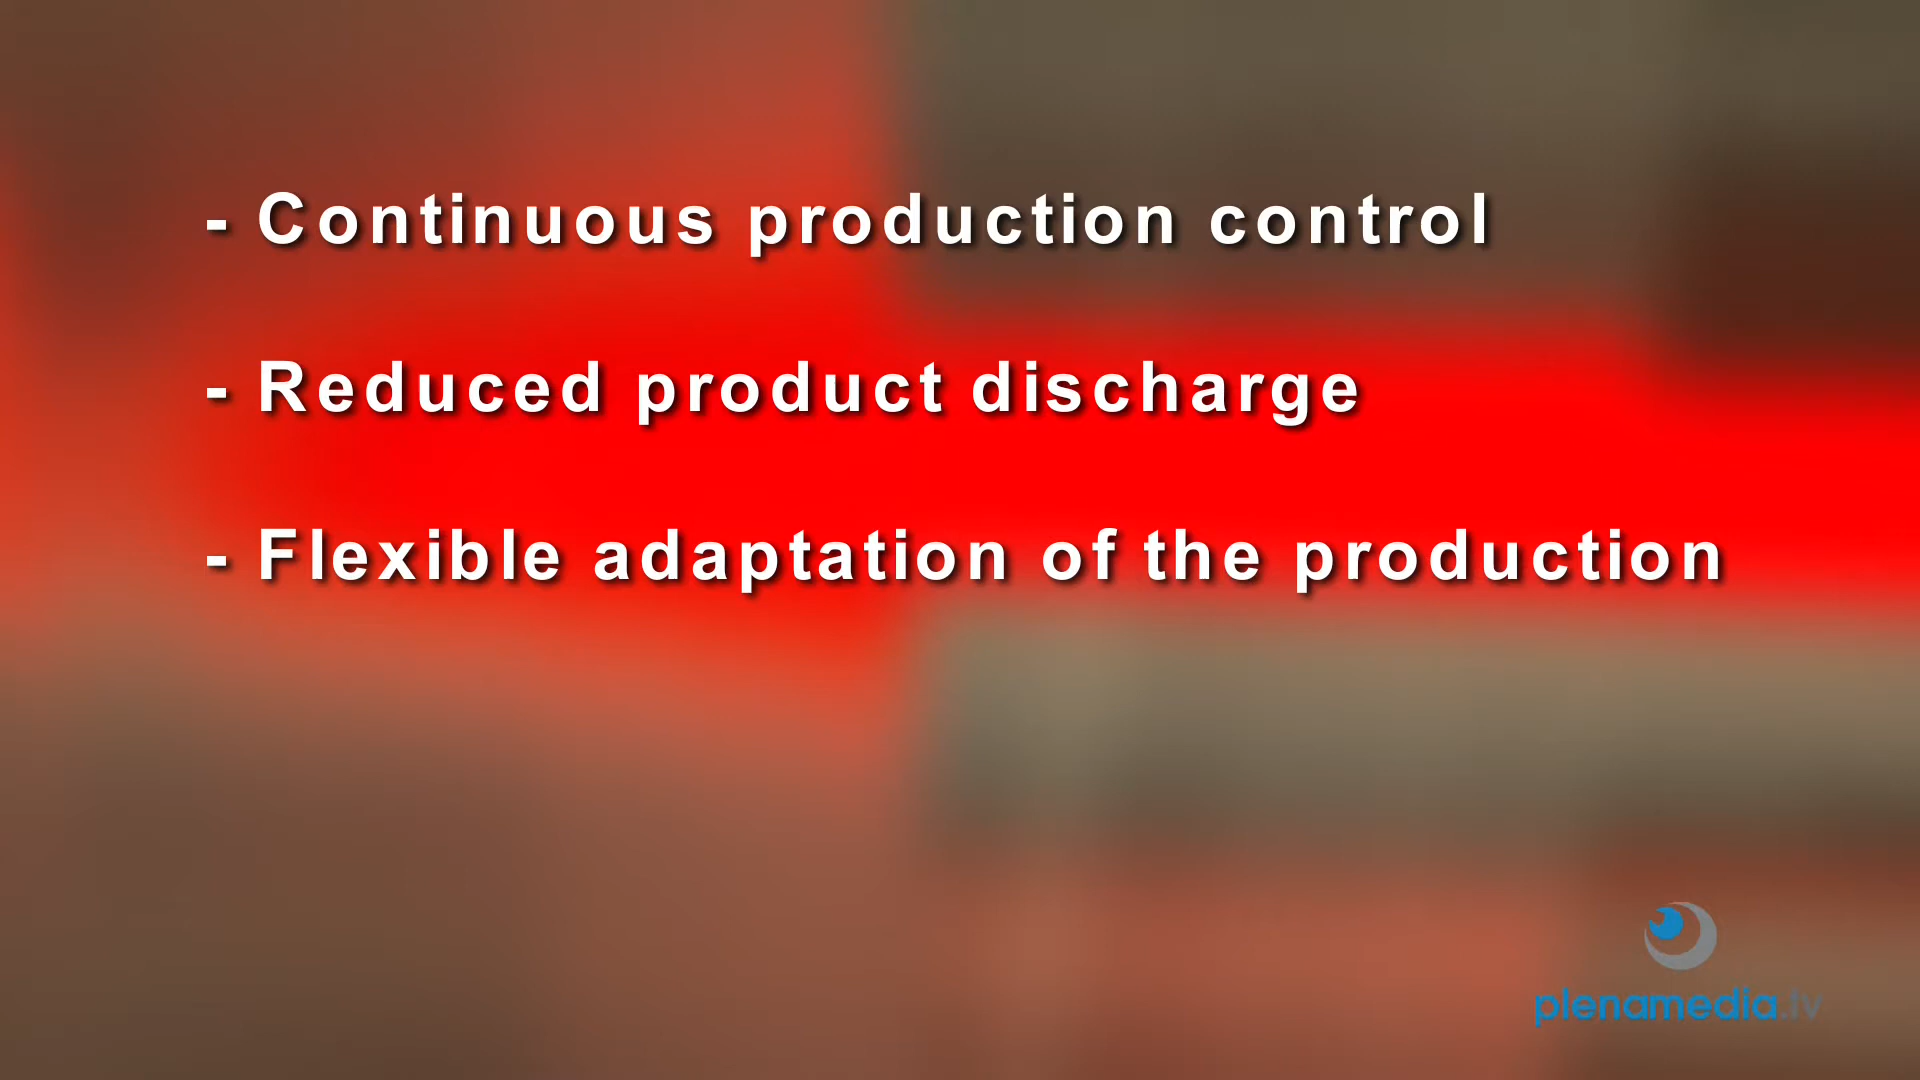 - Continuous production control
- Reduced product discharge
- Flexible adaptation of the production
plenamedia.tv